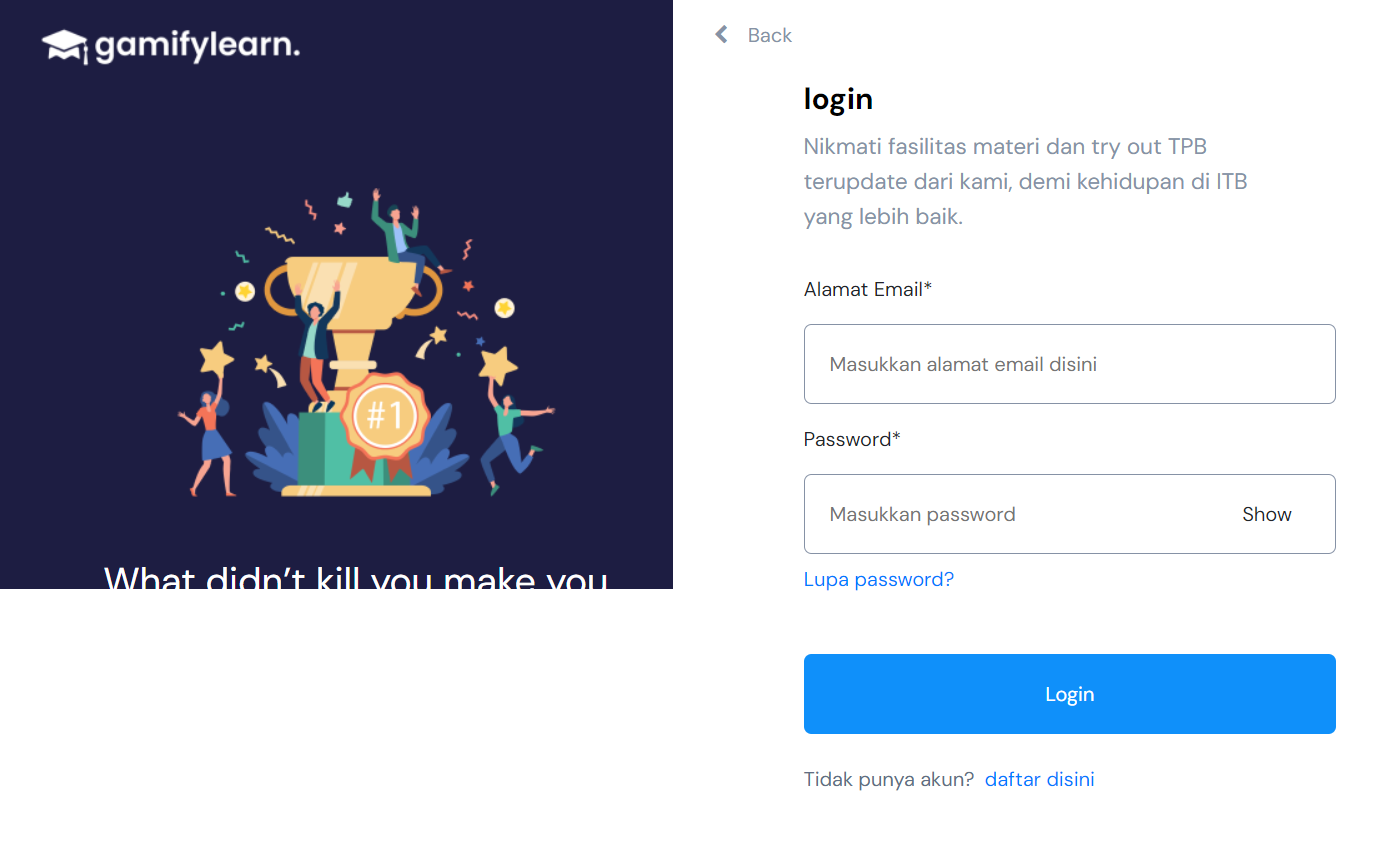 gamifylearn.
#1
What didn't kill you make you
Back
login
Nikmati fasilitas materi dan try out TPB
terupdate dari kami, demi kehidupan di ITB
yang lebih baik.
Alamat Email*
Masukkan alamat email disini
Password*
Masukkan password
Show
Lupa password?
Login
Tidak punya akun? daftar disini